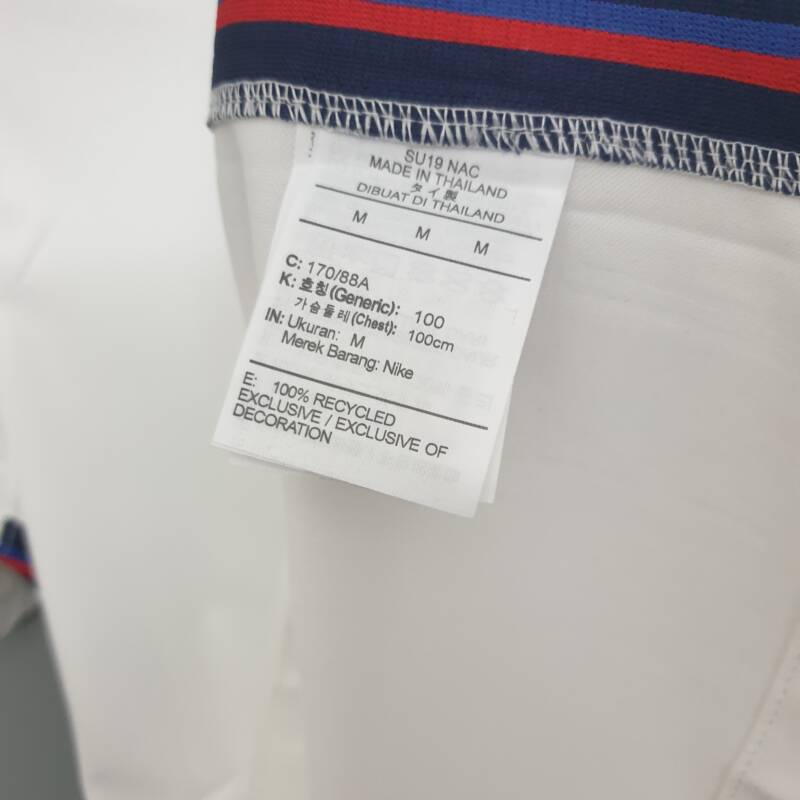 SU19 NAC
MADE IN THAILAND
タイ製
DIBUAT DI THAILAND
M M M
C: 170/88A
K: 호칭(Generic): 100
가슴둘레(Chest): 100cm
IN: Ukuran: M
Merek Barang: Nike
E: 100% RECYCLED
EXCLUSIVE / EXCLUSIVE OF
DECORATION